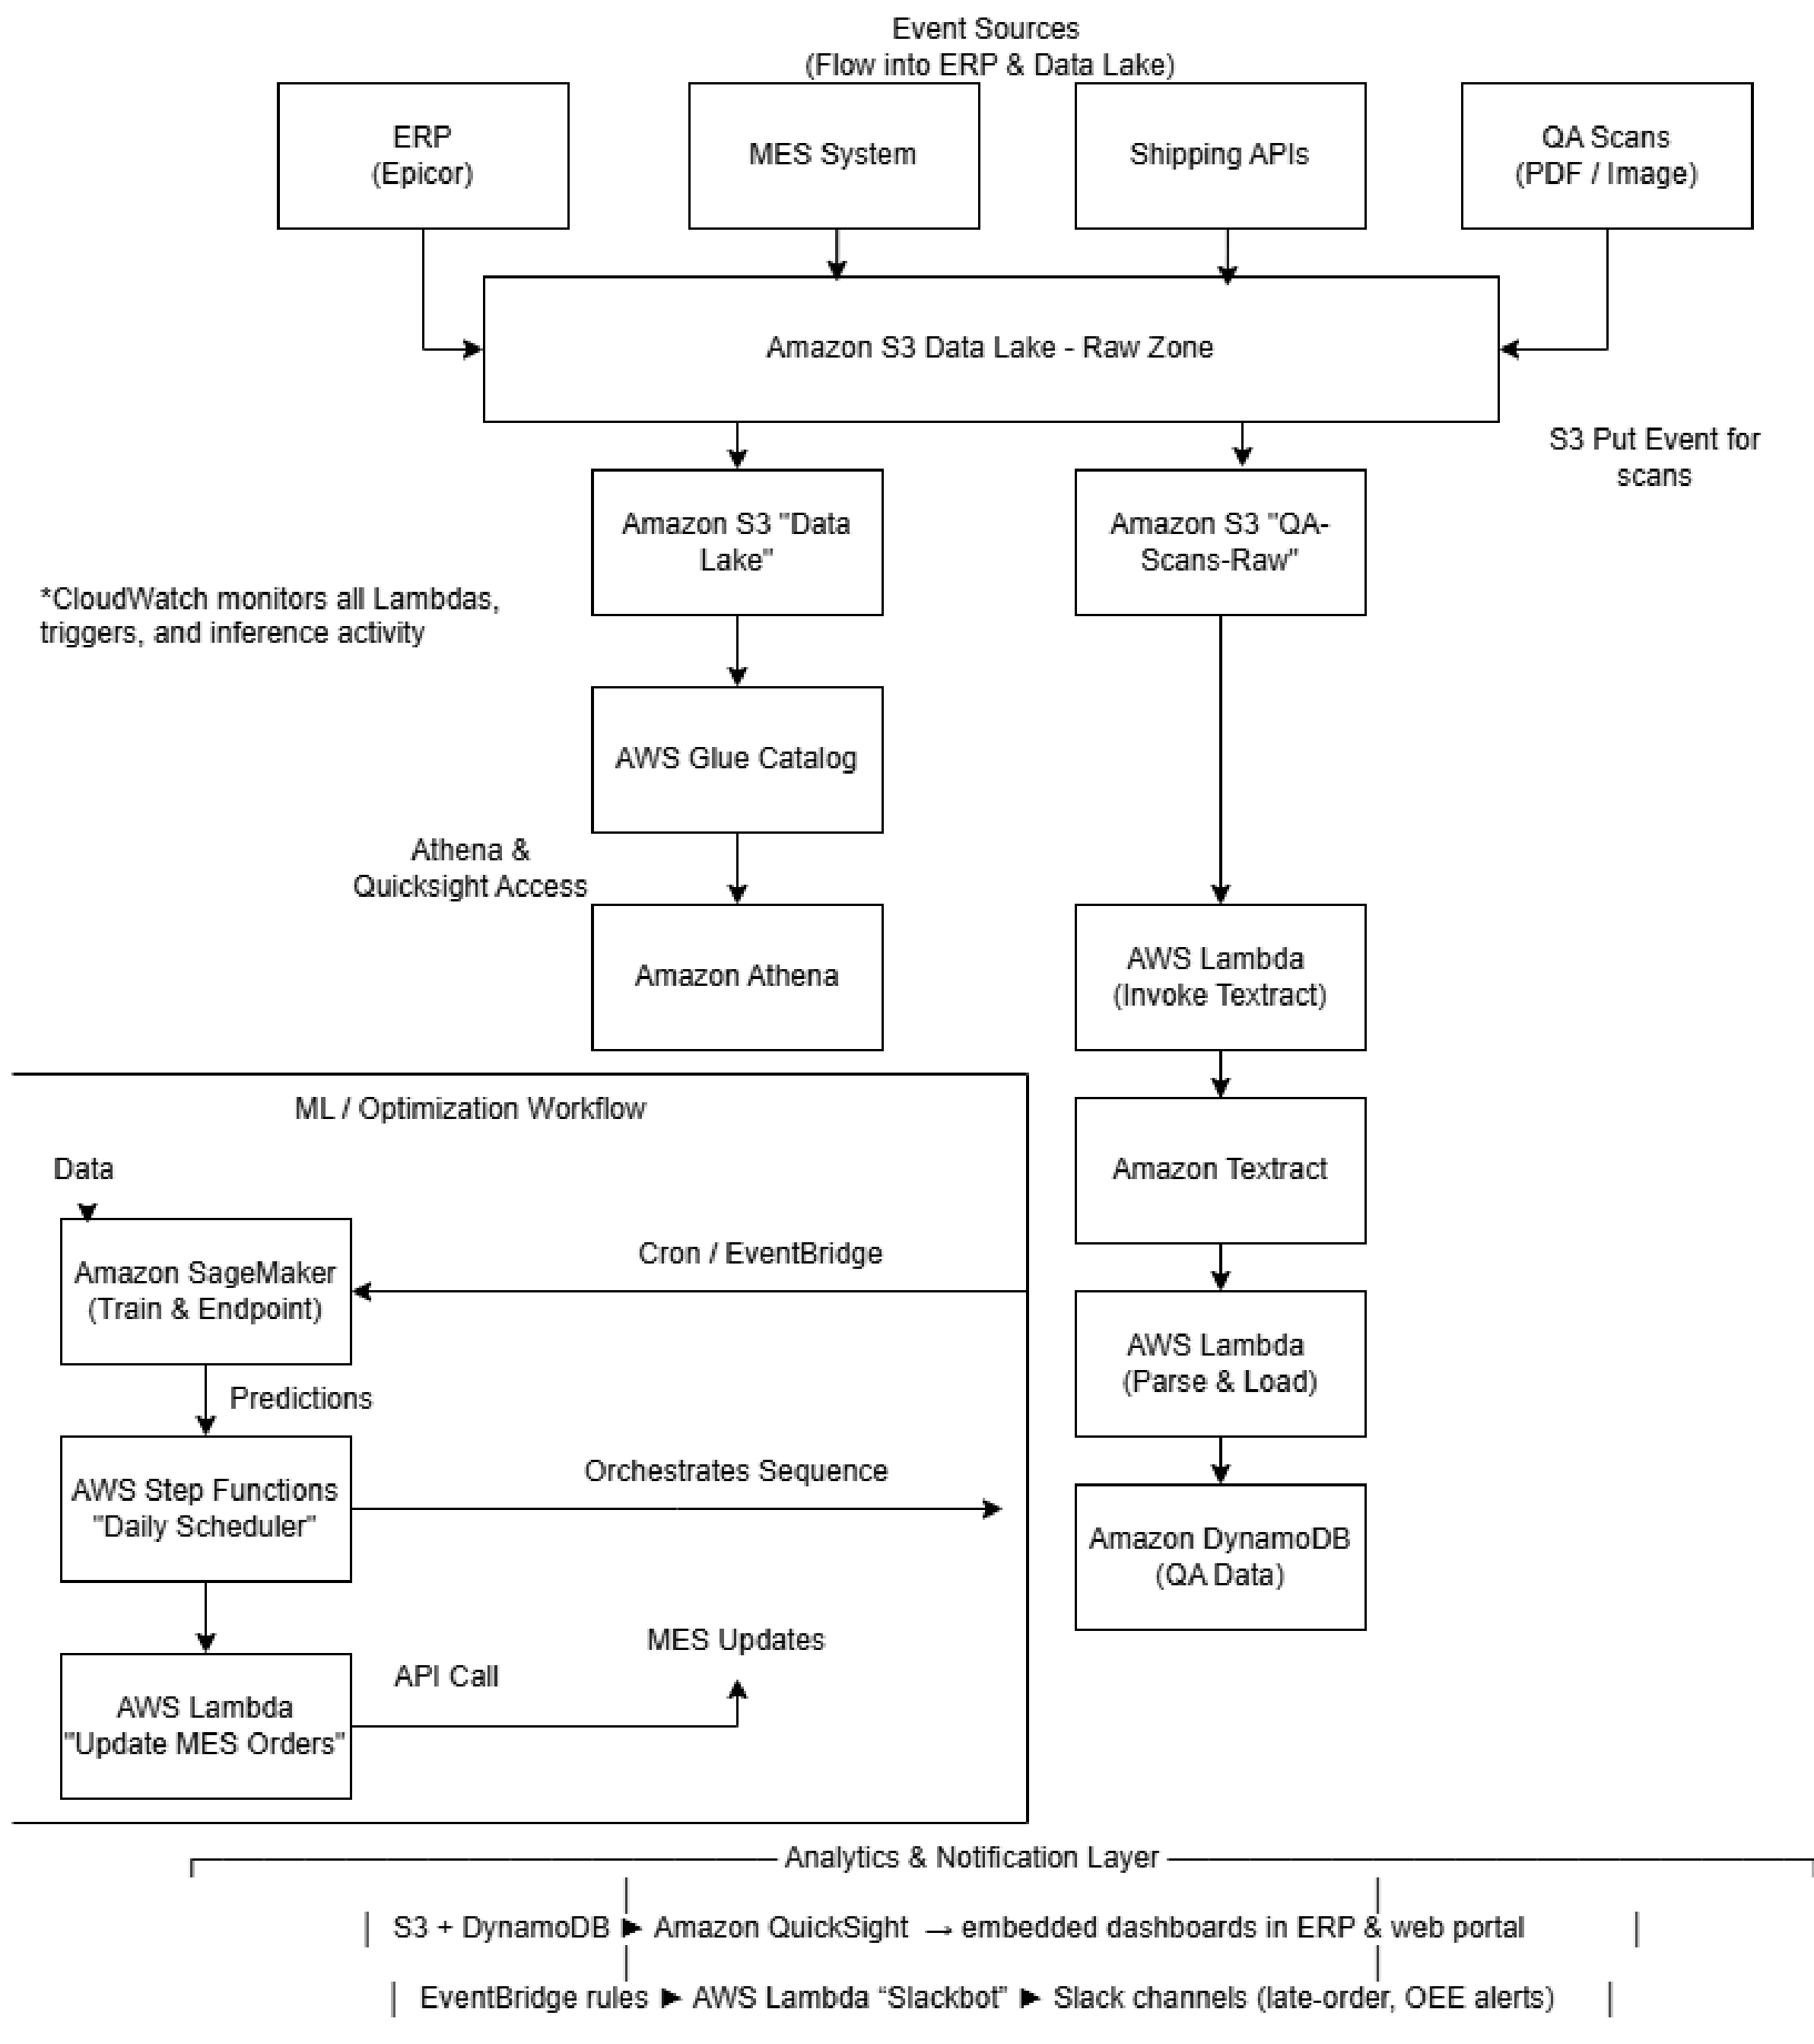 Event Sources
(Flow into ERP & Data Lake)
ERP
(Epicor)
MES System
Shipping APIs
QA Scans
(PDF / Image)
Amazon S3 Data Lake - Raw Zone
S3 Put Event for
scans
Amazon S3 "Data
Lake"
Amazon S3 "QA-
Scans-Raw"
*CloudWatch monitors all Lambdas,
triggers, and inference activity
AWS Glue Catalog
Athena &
Quicksight Access
Amazon Athena
AWS Lambda
(Invoke Textract)
ML / Optimization Workflow
Data
Amazon Textract
Cron / EventBridge
Amazon SageMaker
(Train & Endpoint)
AWS Lambda
(Parse & Load)
Predictions
Orchestrates Sequence
AWS Step Functions
"Daily Scheduler"
Amazon DynamoDB
(QA Data)
MES Updates
API Call
AWS Lambda
"Update MES Orders"
Analytics & Notification Layer
S3 + DynamoDB ► Amazon QuickSight → embedded dashboards in ERP & web portal
EventBridge rules ► AWS Lambda “Slackbot” ► Slack channels (late-order, OEE alerts)